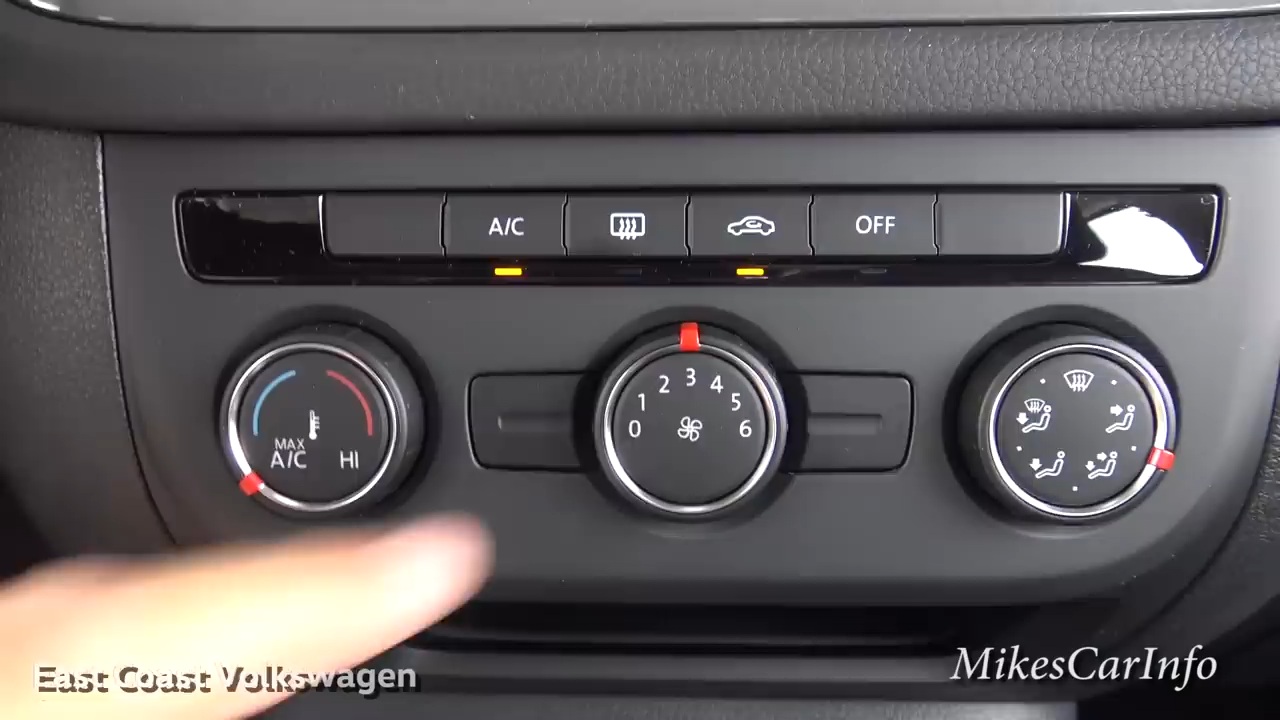 A/C OFF
3
2 4
1 5
0 6
MAX
A/C HI
East Coast Volkswagen
MikesCarInfo